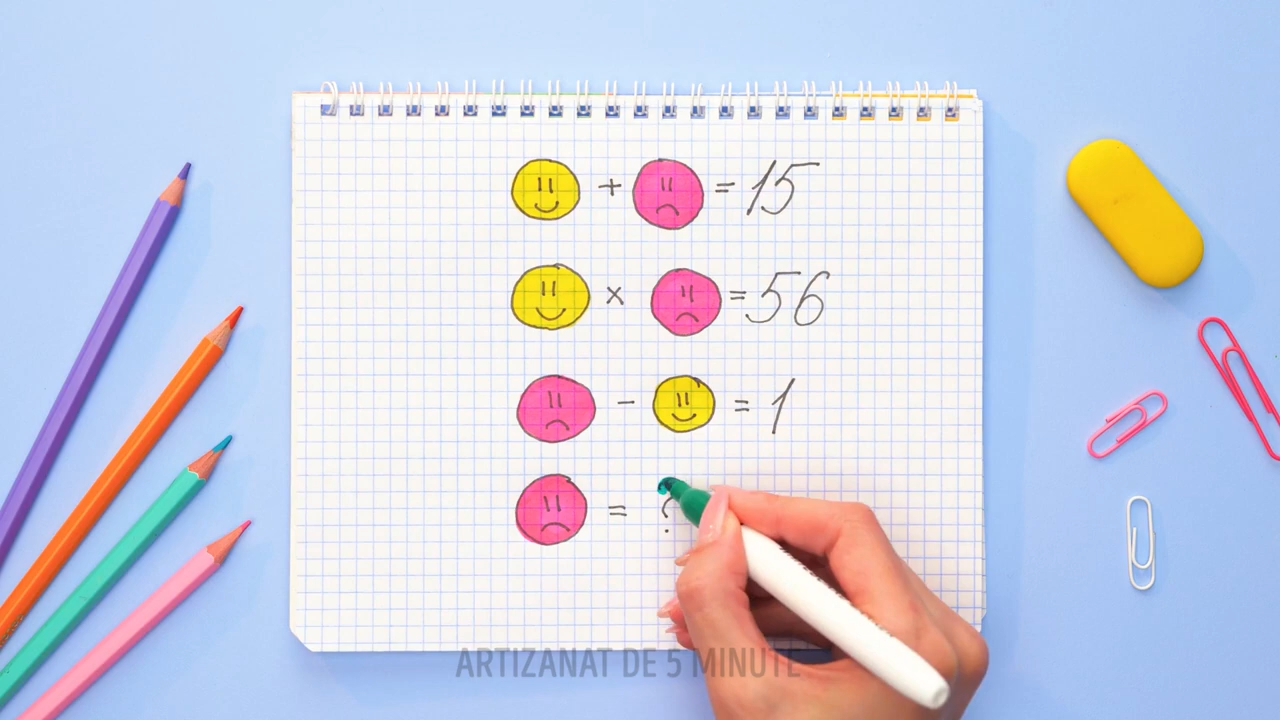 + = 15
x = 56
- = 1
= ?
ARTIZANAT DE 5 MINUTE